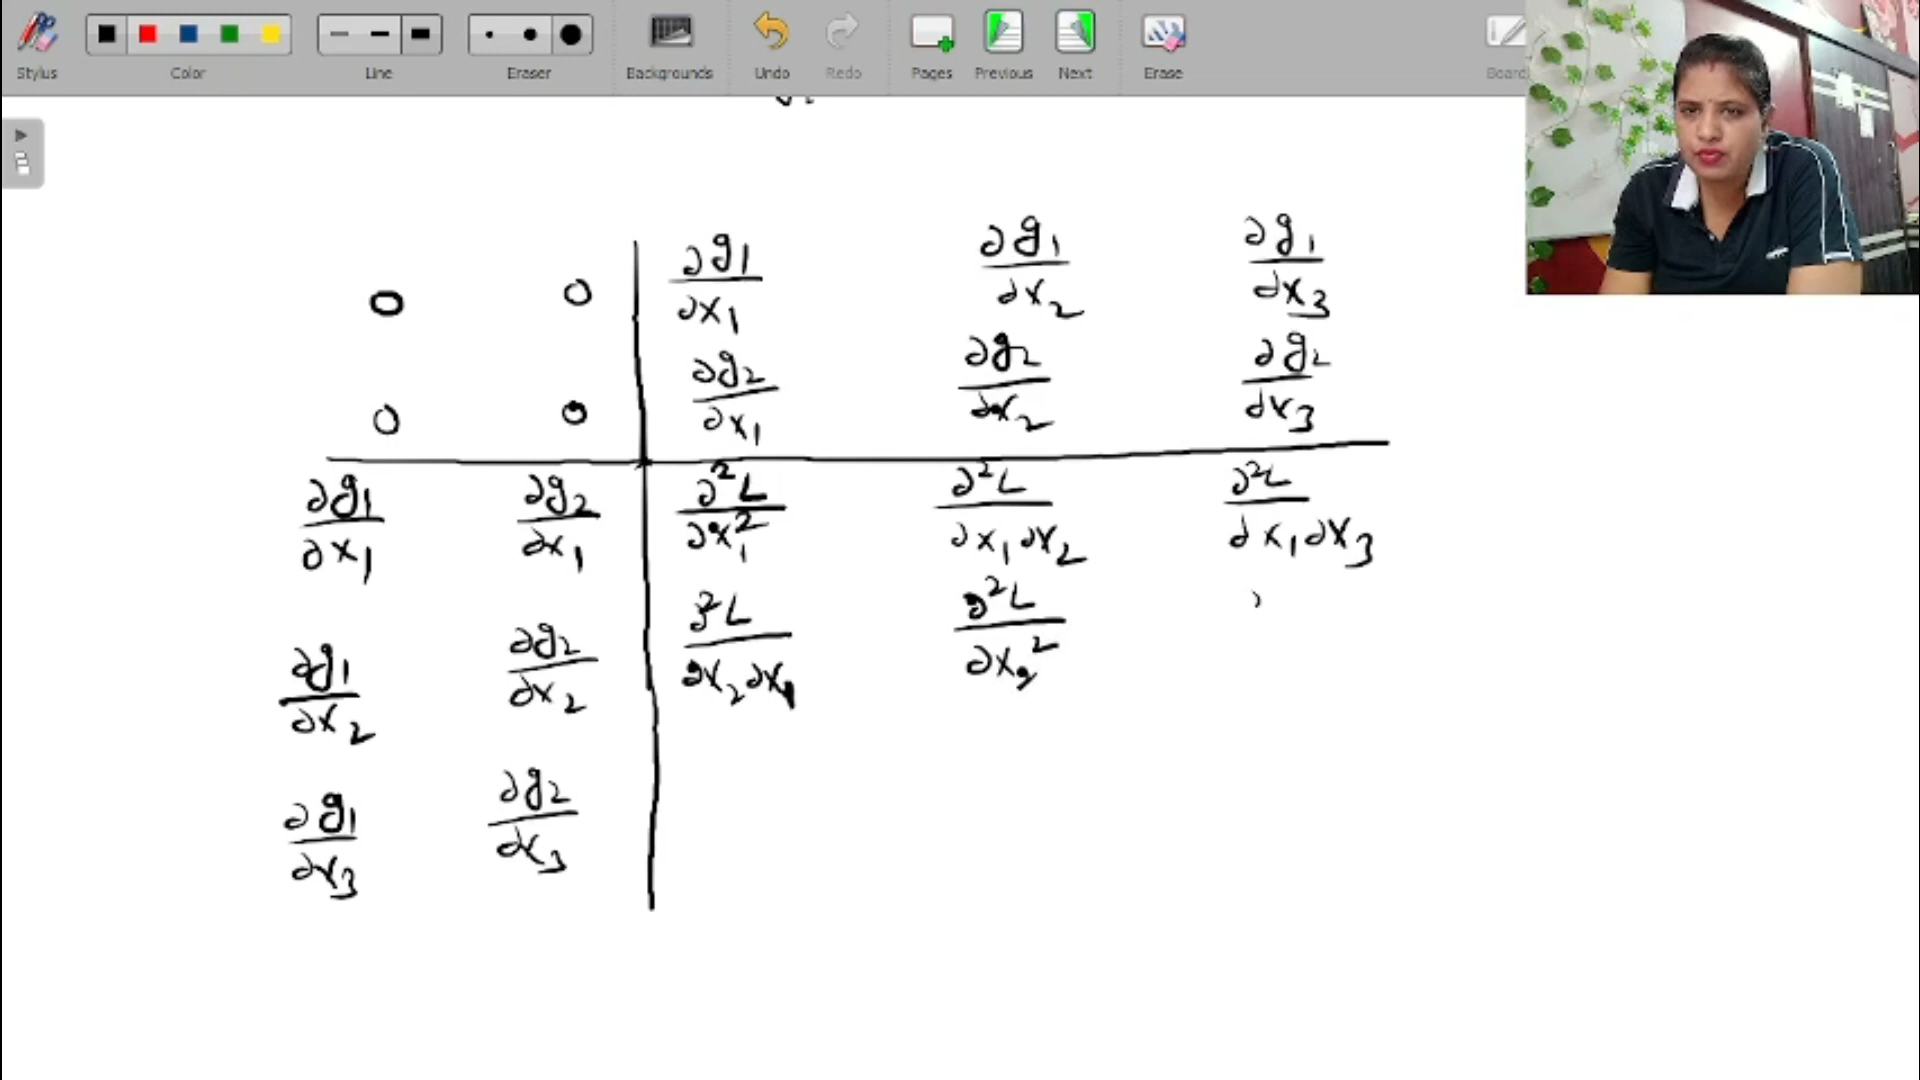 Stylus
Color
Line
Eraser
Backgrounds
Undo
Redo
Pages
Previous
Next
Erase
Board
0 0 ∂g1/∂x1 ∂g1/∂x2 ∂g1/∂x3
0 0 ∂g2/∂x1 ∂g2/∂x2 ∂g2/∂x3
∂g1/∂x1 ∂g2/∂x1 ∂²L/∂x1² ∂²L/∂x1∂x2 ∂²L/∂x1∂x3
∂g1/∂x2 ∂g2/∂x2 ∂²L/∂x2∂x1 ∂²L/∂x2²
∂g1/∂x3 ∂g2/∂x3